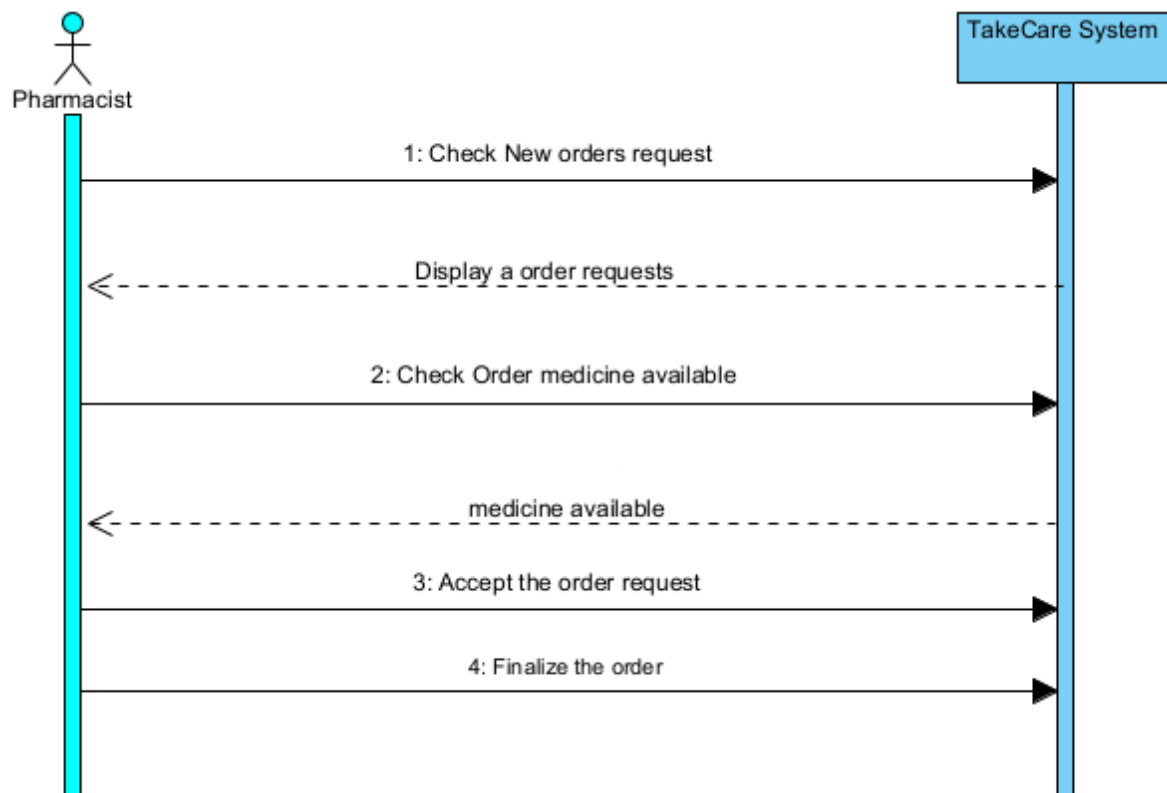 TakeCare System
Pharmacist
1: Check New orders request
Display a order requests
2: Check Order medicine available
medicine available
3: Accept the order request
4: Finalize the order